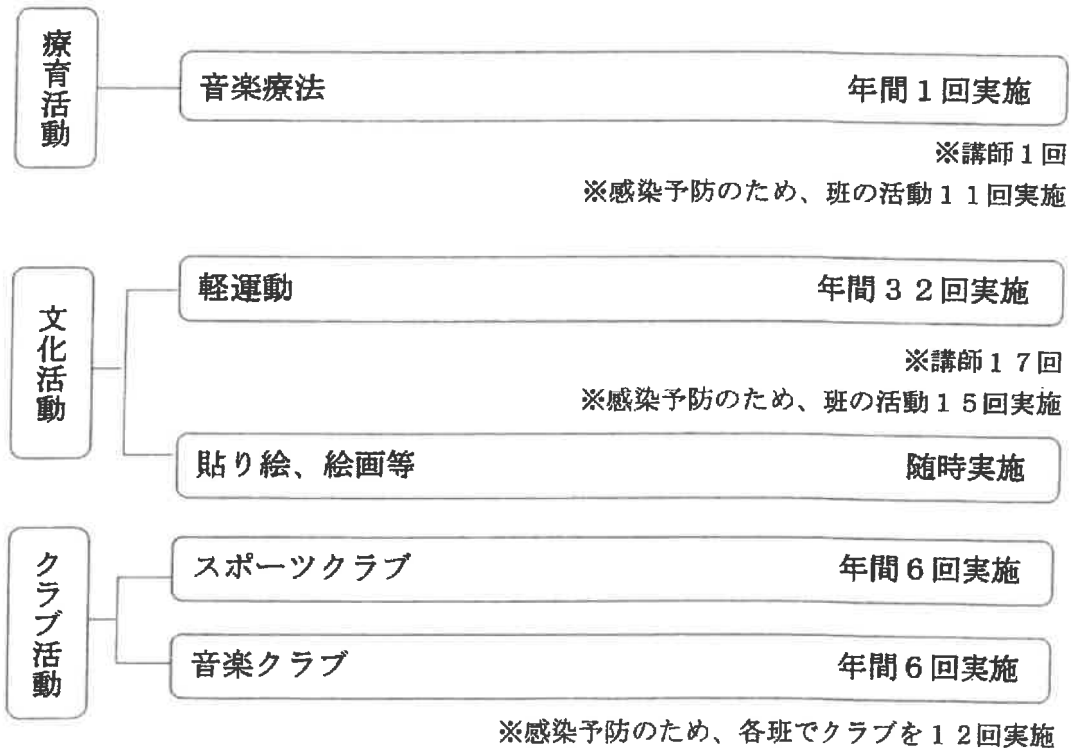 療育活動
音楽療法 年間1回実施
※講師1回
※感染予防のため、班の活動11回実施
文化活動
軽運動 年間32回実施
※講師17回
※感染予防のため、班の活動15回実施
貼り絵、絵画等 随時実施
クラブ活動
スポーツクラブ 年間6回実施
音楽クラブ 年間6回実施
※感染予防のため、各班でクラブを12回実施